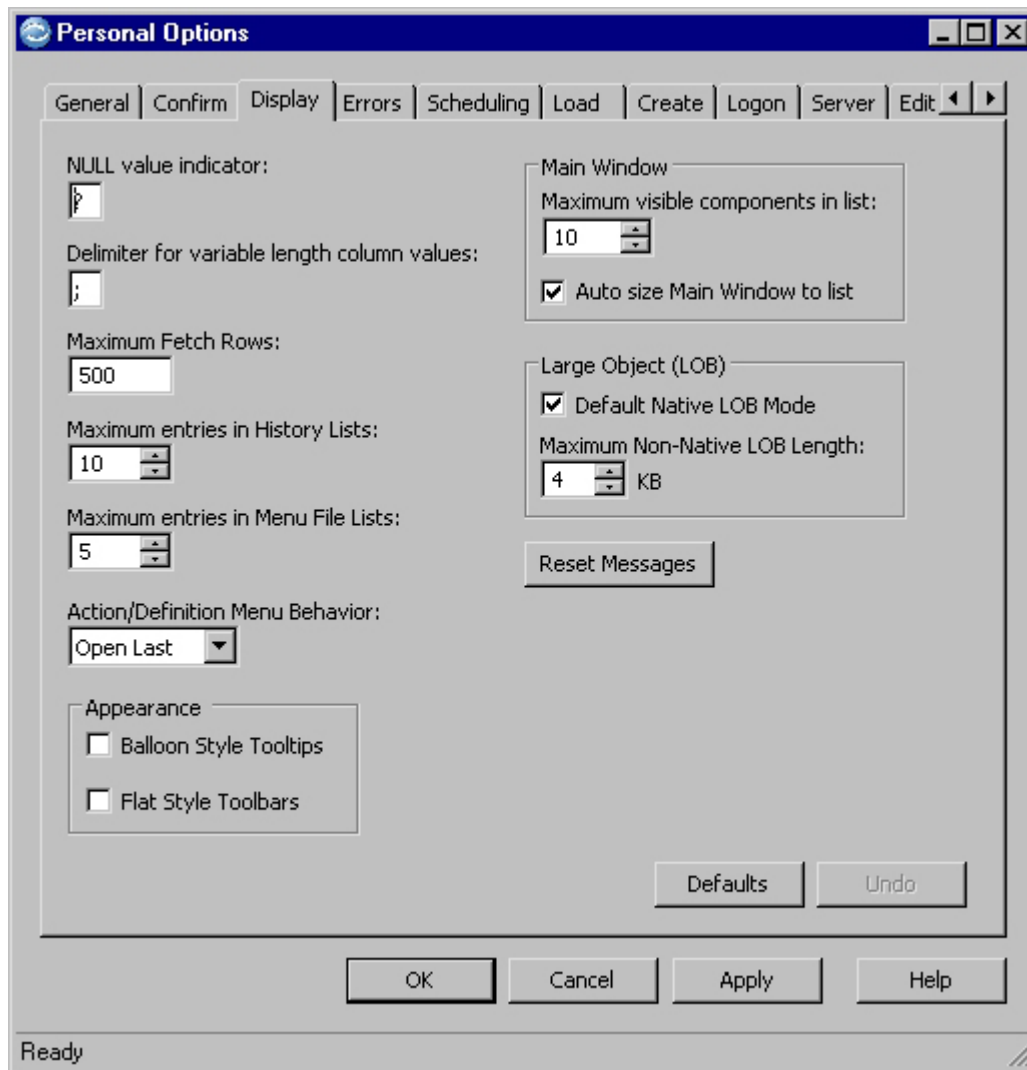 Personal Options
General Confirm Display Errors Scheduling Load Create Logon Server Edit
NULL value indicator:
?
Delimiter for variable length column values:
;
Maximum Fetch Rows:
500
Maximum entries in History Lists:
10
Maximum entries in Menu File Lists:
5
Action/Definition Menu Behavior:
Open Last
Appearance
Balloon Style Tooltips
Flat Style Toolbars
Main Window
Maximum visible components in list:
10
Auto size Main Window to list
Large Object (LOB)
Default Native LOB Mode
Maximum Non-Native LOB Length:
4 KB
Reset Messages
Defaults Undo
OK Cancel Apply Help
Ready